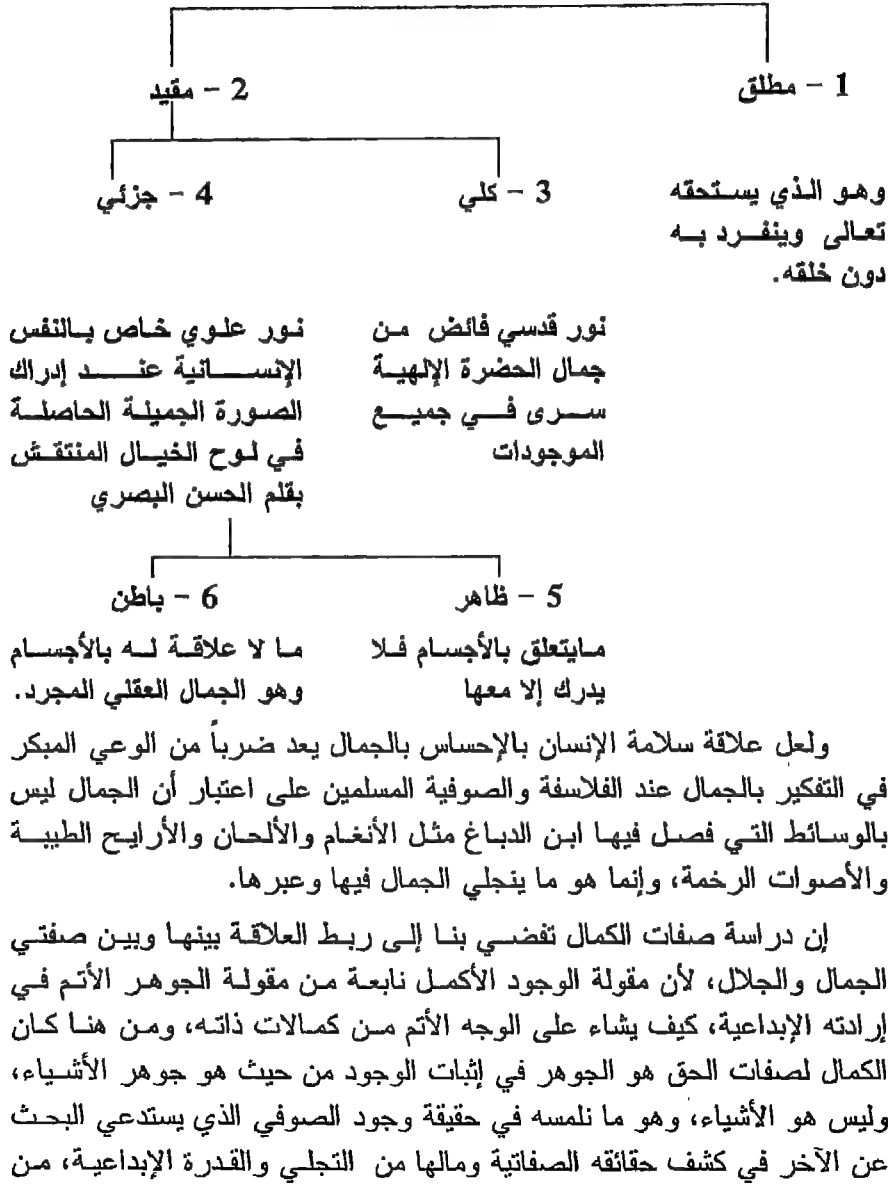 1 - مطلق
2 - مقيد
وهو الذي يستحقه
تعالى وينفرد به
دون خلقه.
3 - كلي
4 - جزئي
نور قدسي فائض من
جمال الحضرة الإلهية
سرى في جميع
الموجودات
نور علوي خاص بالنفس
الإنسانية عند إدراك
الصورة الجميلة الحاصلة
في لوح الخيال المنتقش
بقلم الحسن البصري
5 - ظاهر
6 - باطن
مايتعلق بالأجسام فلا
يدرك إلا معها
ما لا علاقة له بالأجسام
وهو الجمال العقلي المجرد.
ولعل علاقة سلامة الإنسان بالإحساس بالجمال يعد ضرباً من الوعي المبكر
في التفكير بالجمال عند الفلاسفة والصوفية المسلمين على اعتبار أن الجمال ليس
بالوسائط التي فصل فيها ابن الدباغ مثل الأنغام والألحان والأرايح الطيبة
والأصوات الرخمة، وإنما هو ما ينجلي الجمال فيها وعبرها.
إن دراسة صفات الكمال تفضي بنا إلى ربط العلاقة بينها وبين صفتي
الجمال والجلال، لأن مقولة الوجود الأكمل نابعة من مقولة الجوهر الأتم في
إرادته الإبداعية، كيف يشاء على الوجه الأتم من كمالات ذاته، ومن هنا كان
الكمال لصفات الحق هو الجوهر في إثبات الوجود من حيث هو جوهر الأشياء،
وليس هو الأشياء، وهو ما نلمسه في حقيقة وجود الصوفي الذي يستدعي البحث
عن الآخر في كشف حقائقه الصفاتية ومالها من التجلي والقدرة الإبداعية، من